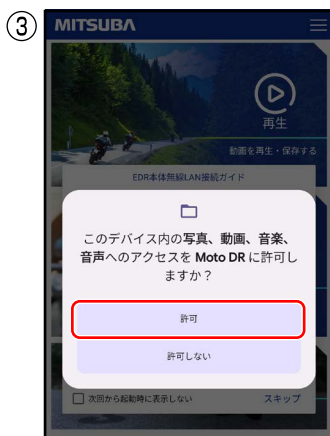 ③
MITSUBA
再生
動画を再生・保存する
EDR本体無線LAN接続ガイド
このデバイス内の写真、動画、音楽、
音声へのアクセスを Moto DR に許可し
ますか？
許可
許可しない
次回から起動時に表示しない
スキップ